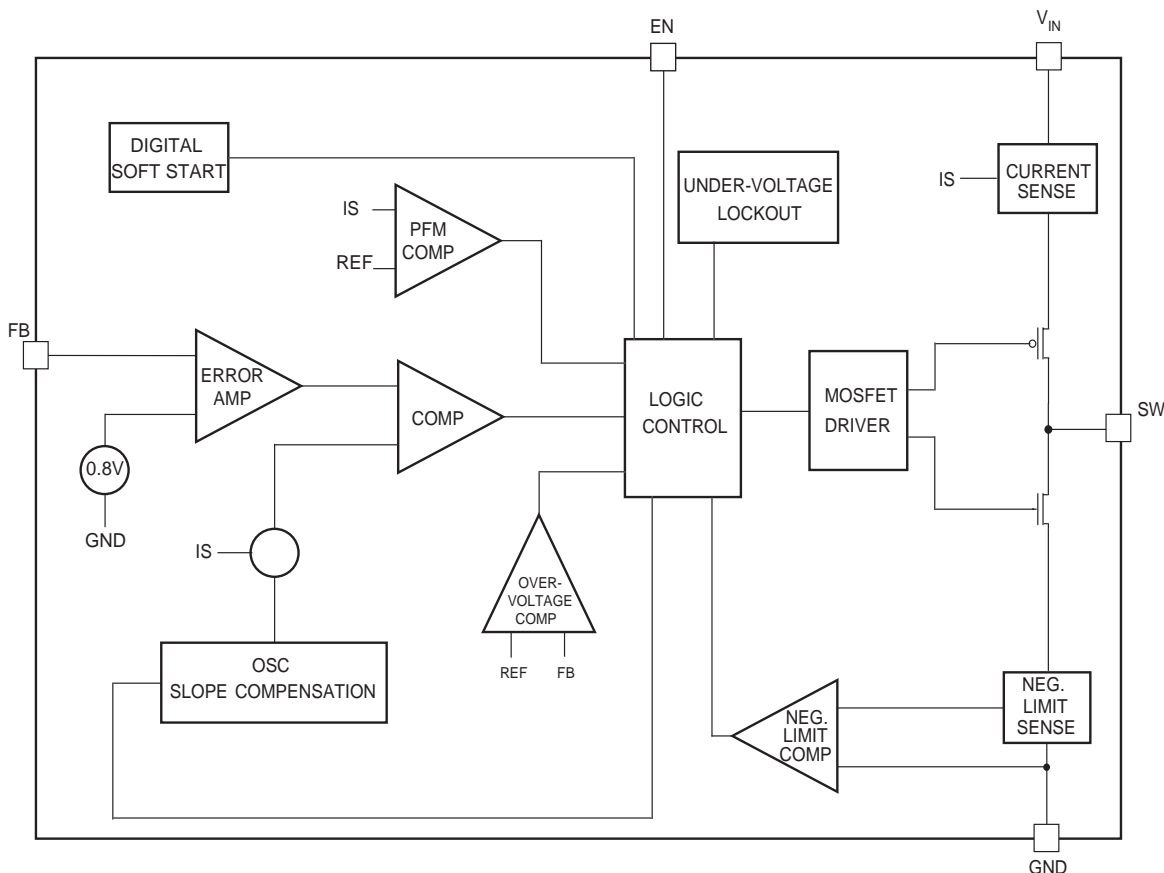 EN
V_IN
DIGITAL
SOFT START
UNDER-VOLTAGE
LOCKOUT
IS
CURRENT
SENSE
IS
PFM
COMP
REF
FB
ERROR
AMP
COMP
LOGIC
CONTROL
MOSFET
DRIVER
SW
0.8V
GND
IS
OVER-
VOLTAGE
COMP
REF
FB
OSC
SLOPE COMPENSATION
NEG.
LIMIT
COMP
NEG.
LIMIT
SENSE
GND